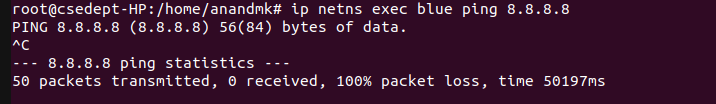 root@csedept-HP:/home/anandmk# ip netns exec blue ping 8.8.8.8
PING 8.8.8.8 (8.8.8.8) 56(84) bytes of data.
^C
--- 8.8.8.8 ping statistics ---
50 packets transmitted, 0 received, 100% packet loss, time 50197ms